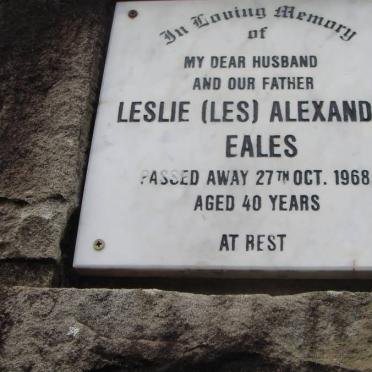 In Loving Memory
of
MY DEAR HUSBAND
AND OUR FATHER
LESLIE (LES) ALEXAND
EALES
PASSED AWAY 27TH OCT. 1968
AGED 40 YEARS
AT REST